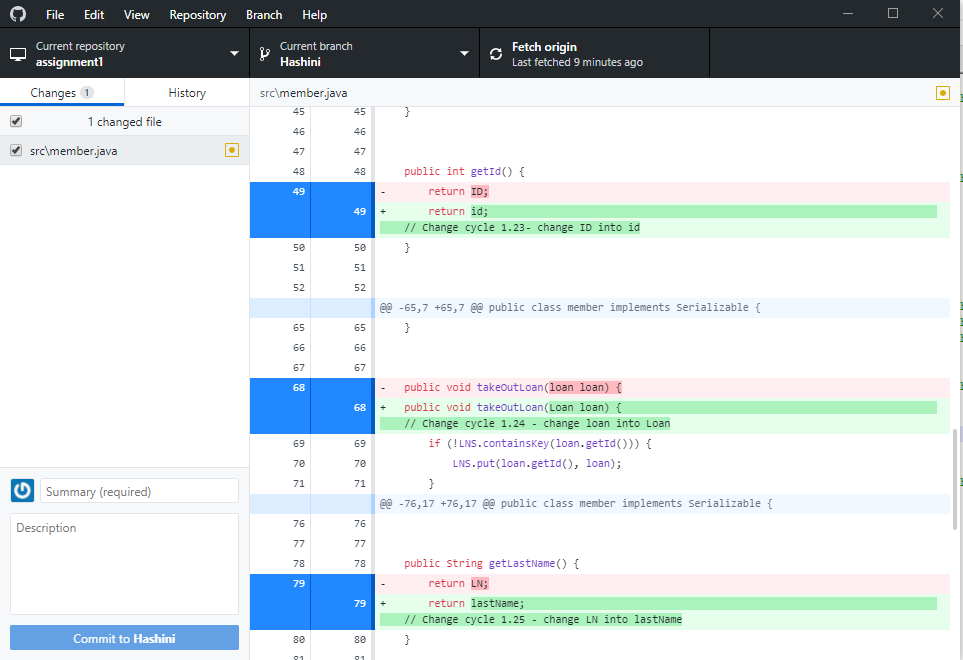 File Edit View Repository Branch Help
Current repository
assignment1
Current branch
Hashini
Fetch origin
Last fetched 9 minutes ago
Changes 1 History
1 changed file
src\member.java
Summary (required)
Description
Commit to Hashini
src\member.java
45 45 }
46 46
47 47
48 48 public int getId() {
49 - return ID;
49 + return id;
// Change cycle 1.23- change ID into id
50 50 }
51 51
52 52
@@ -65,7 +65,7 @@ public class member implements Serializable {
65 65 }
66 66
67 67
68 - public void takeOutLoan(loan loan) {
68 + public void takeOutLoan(Loan loan) {
// Change cycle 1.24 - change loan into Loan
69 69 if (!LNS.containsKey(loan.getId())) {
70 70 LNS.put(loan.getId(), loan);
71 71 }
@@ -76,17 +76,17 @@ public class member implements Serializable {
76 76
77 77
78 78 public String getLastName() {
79 - return LN;
79 + return lastName;
// Change cycle 1.25 - change LN into lastName
80 80 }
81 81